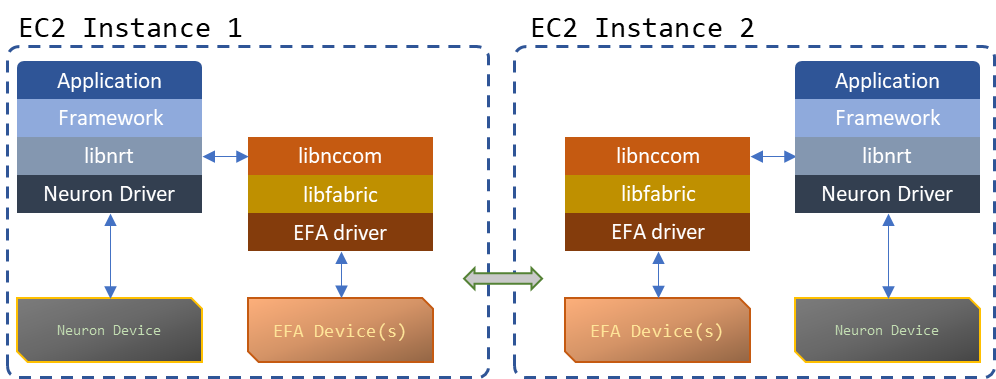 EC2 Instance 1
Application
Framework
libnrt
Neuron Driver
libnccom
libfabric
EFA driver
Neuron Device
EFA Device(s)
EC2 Instance 2
libnccom
libfabric
EFA driver
Application
Framework
libnrt
Neuron Driver
EFA Device(s)
Neuron Device